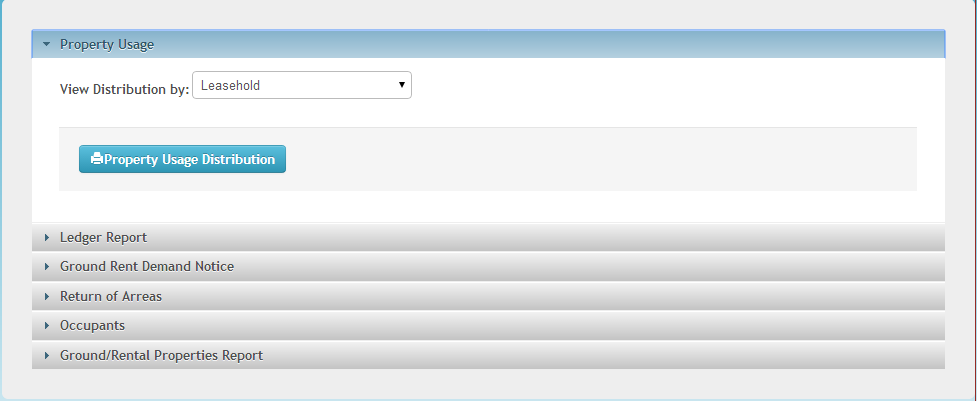 Property Usage
View Distribution by: Leasehold
Property Usage Distribution
Ledger Report
Ground Rent Demand Notice
Return of Arreas
Occupants
Ground/Rental Properties Report